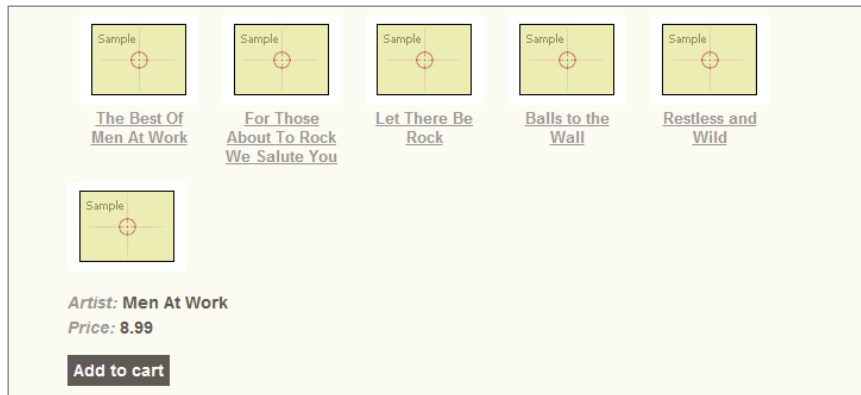 Sample Sample Sample Sample Sample
The Best Of
Men At Work
For Those
About To Rock
We Salute You
Let There Be
Rock
Balls to the
Wall
Restless and
Wild
Sample
Artist: Men At Work
Price: 8.99
Add to cart